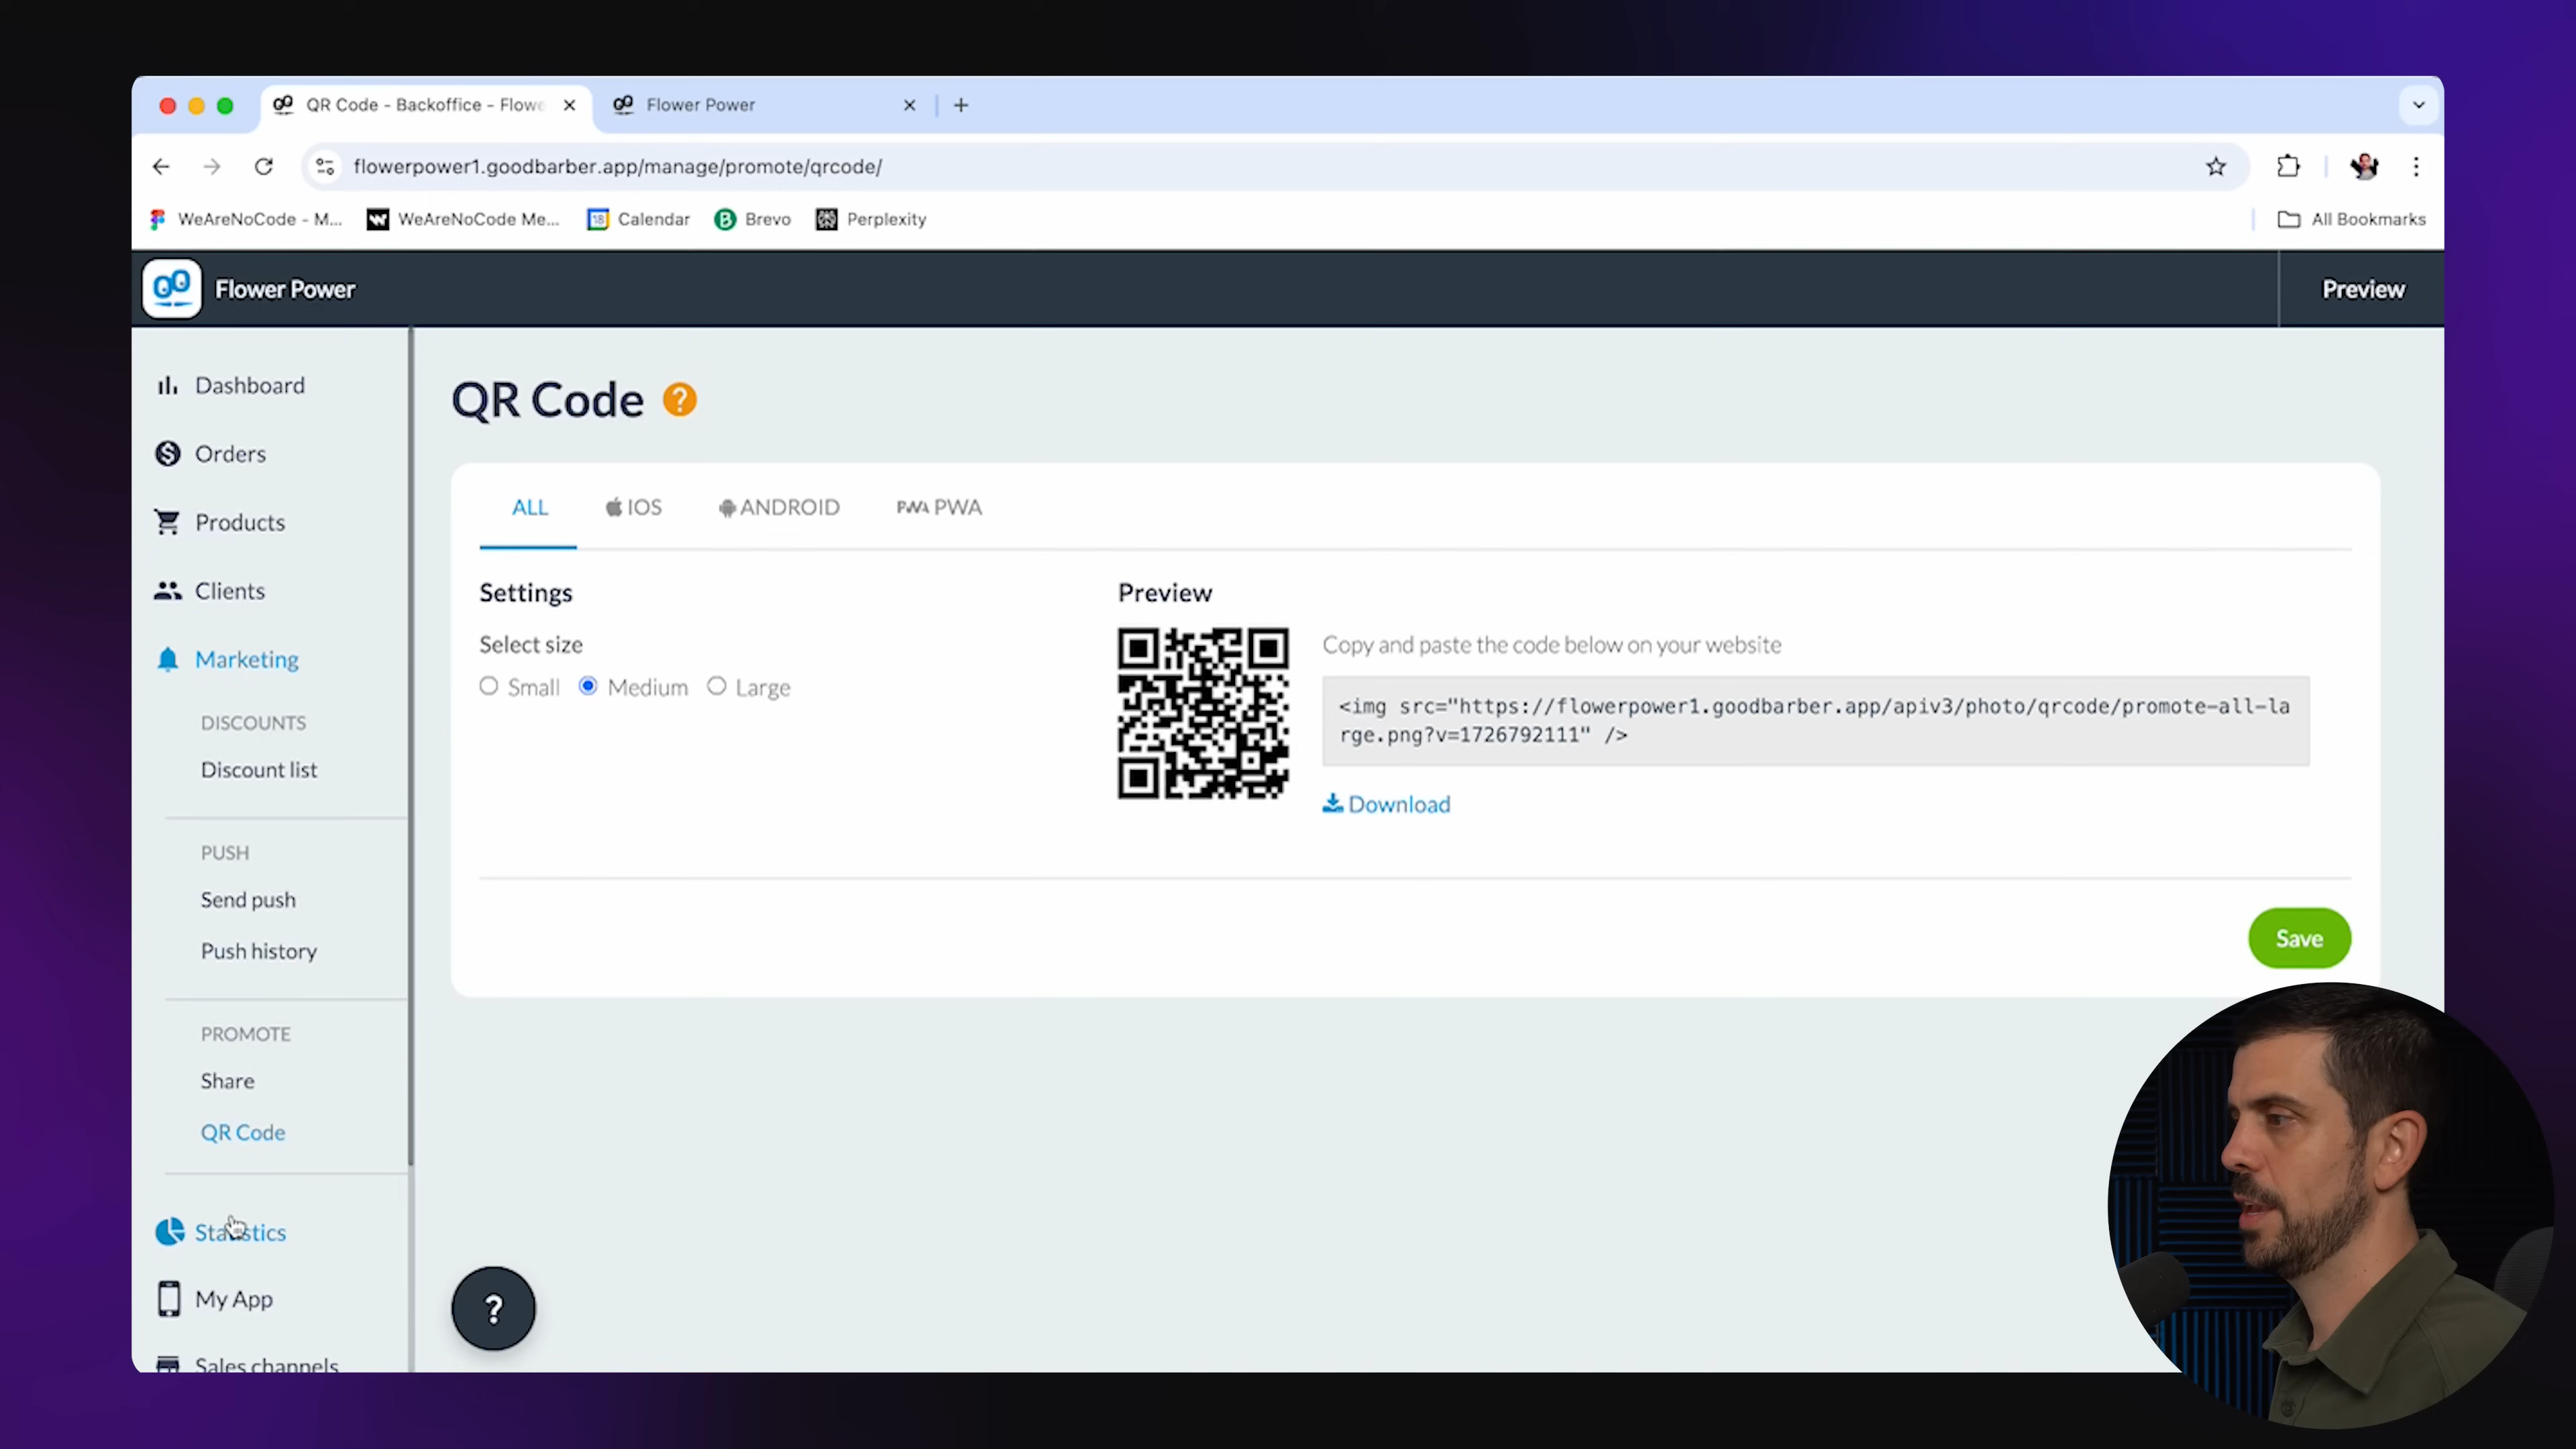 QR Code - Backoffice - Flowe
Flower Power
flowerpower1.goodbarber.app/manage/promote/qrcode/
WeAreNoCode - M...
WeAreNoCode Me...
18
Calendar
B
Brevo
Perplexity
All Bookmarks
Flower Power
Preview
Dashboard
Orders
Products
Clients
Marketing
DISCOUNTS
Discount list
PUSH
Send push
Push history
PROMOTE
Share
QR Code
Statistics
My App
Sales channels
QR Code ?
ALL
IOS
ANDROID
PWA PWA
Settings
Select size
Small
Medium
Large
Preview
Copy and paste the code below on your website
<img src="https://flowerpower1.goodbarber.app/apiv3/photo/qrcode/promote-all-la
rge.png?v=1726792111" />
Download
Save
?